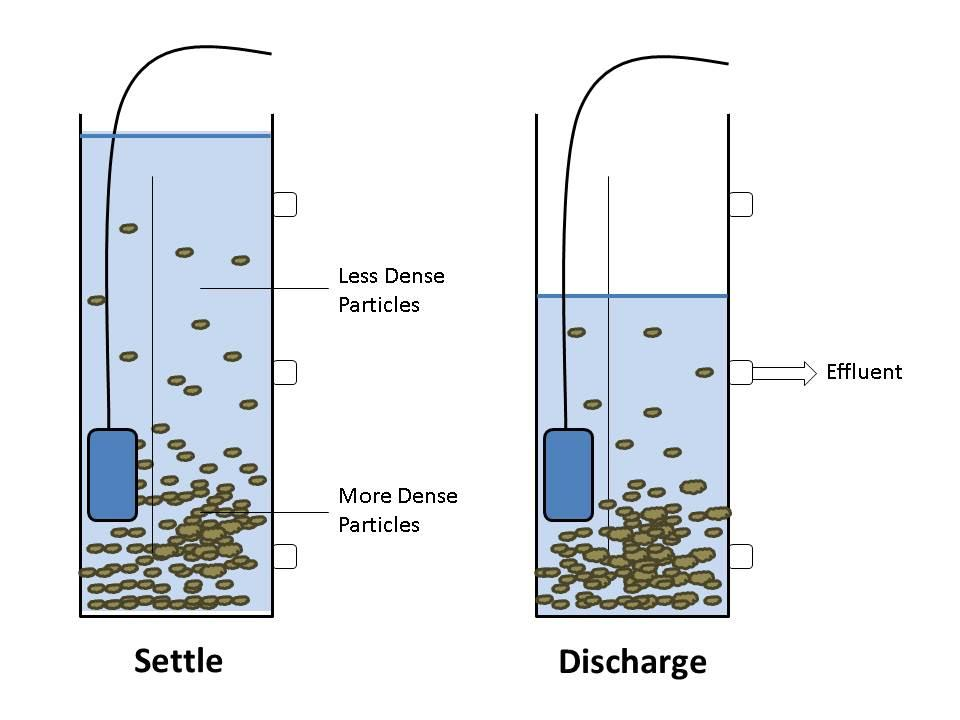 Less Dense
Particles
More Dense
Particles
Effluent
Settle
Discharge